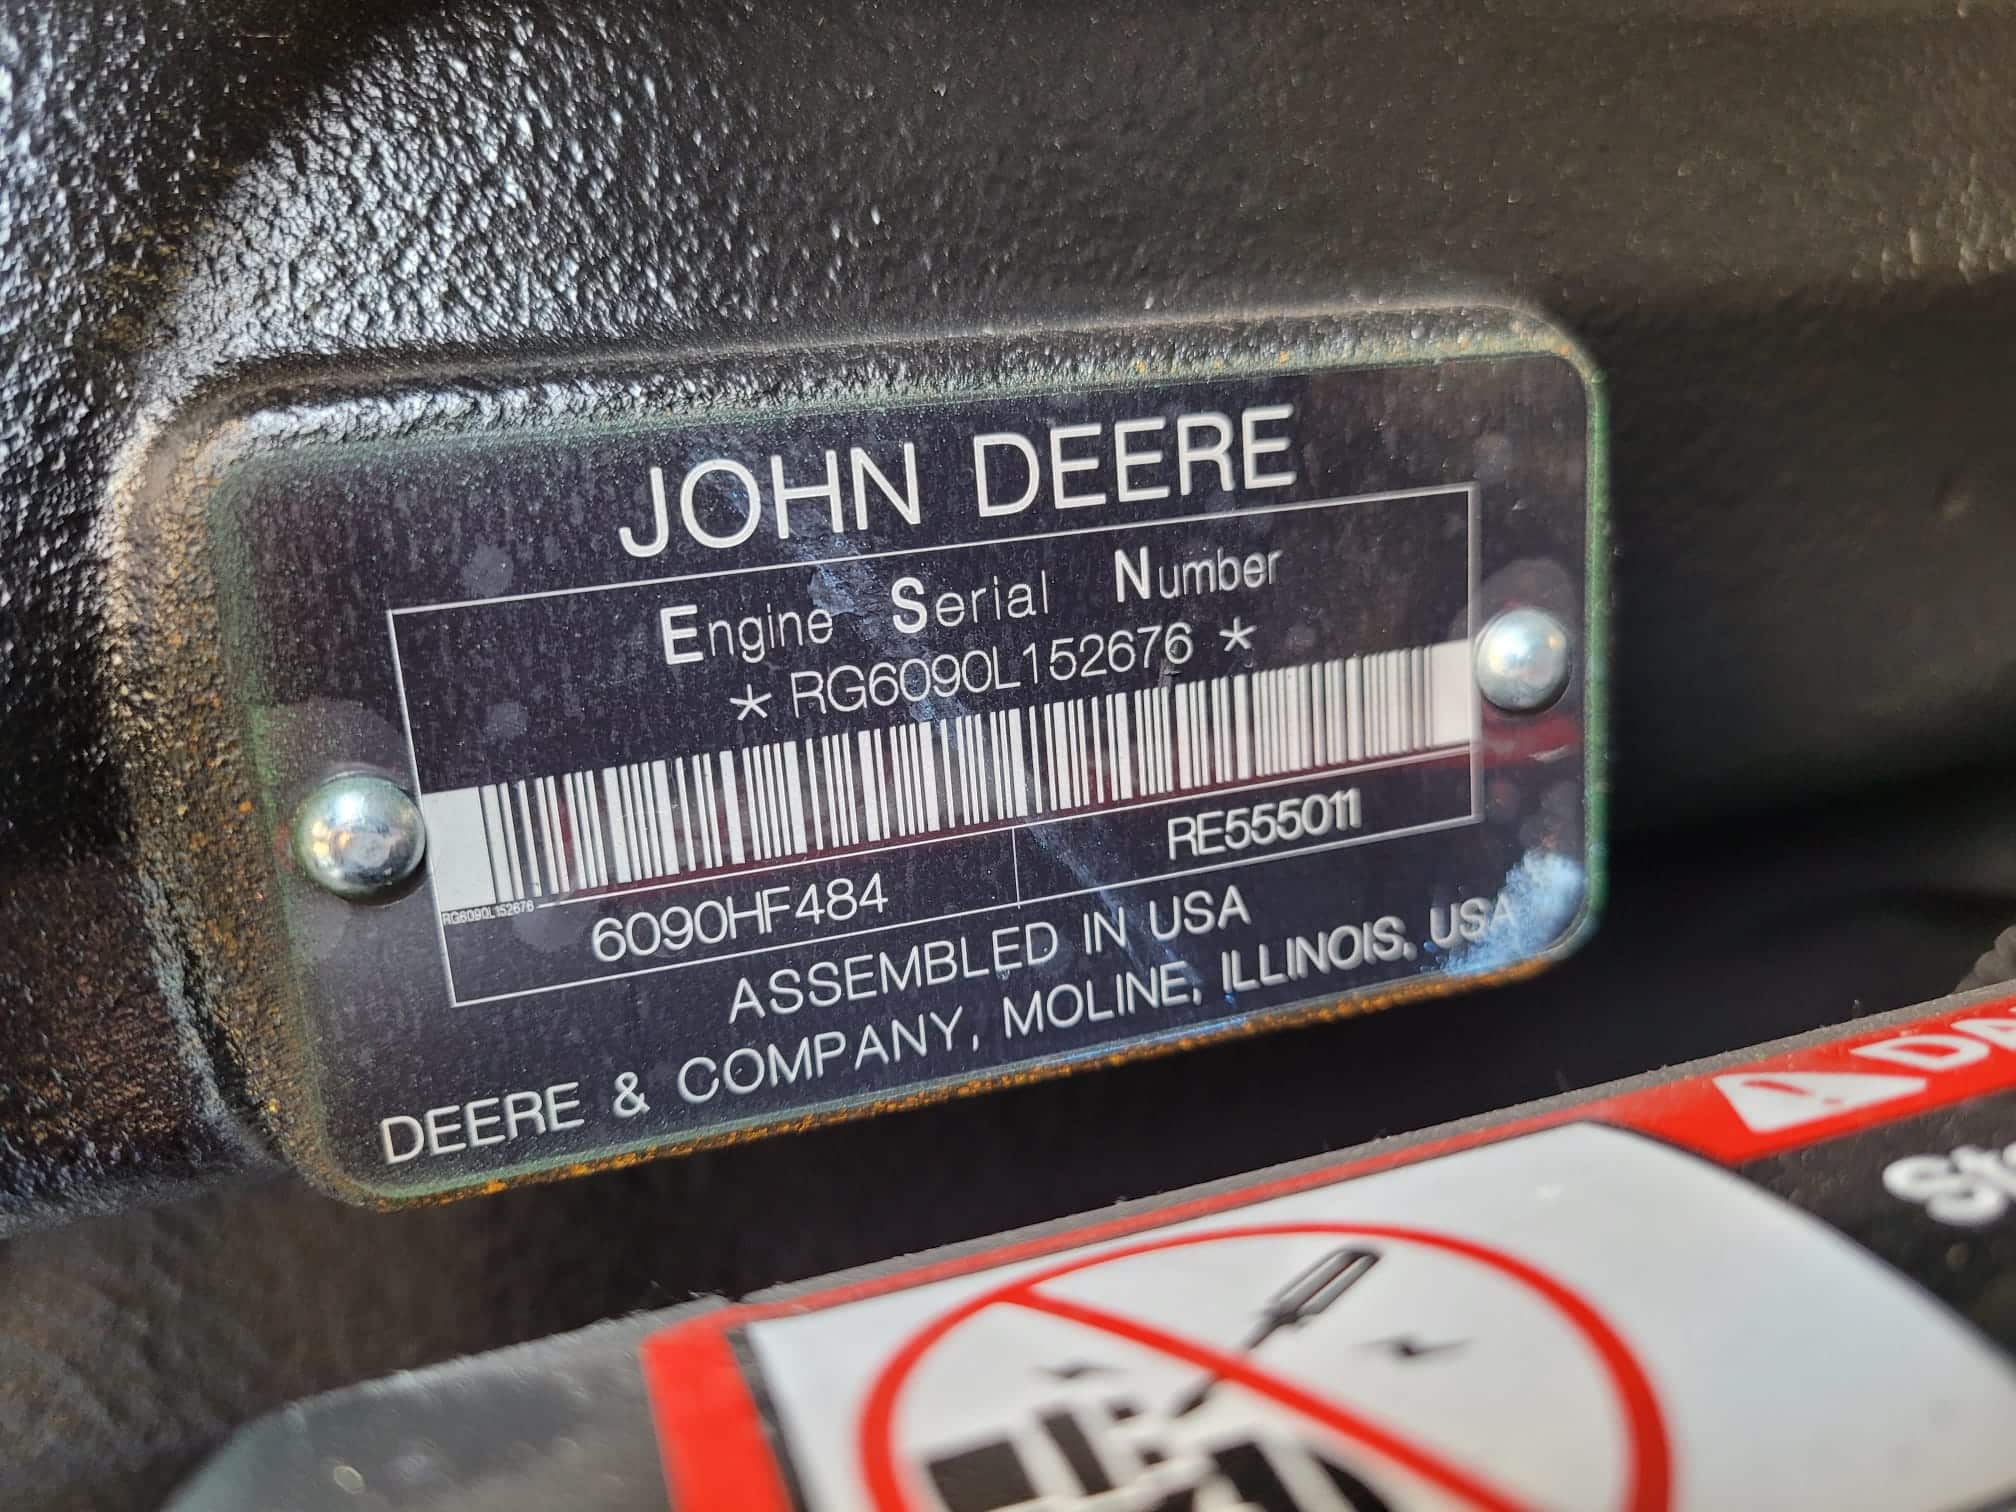 JOHN DEERE
Engine Serial Number
* RG6090L152676 *
RG6090L152676
6090HF484
RE555011
ASSEMBLED IN USA
DEERE & COMPANY, MOLINE, ILLINOIS, USA